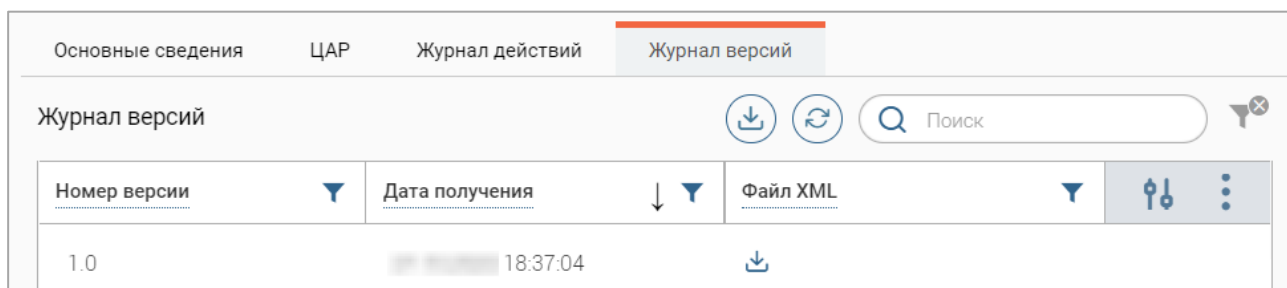 Основные сведения ЦАР Журнал действий Журнал версий
Журнал версий Поиск
Номер версии Дата получения Файл XML
1.0 18:37:04